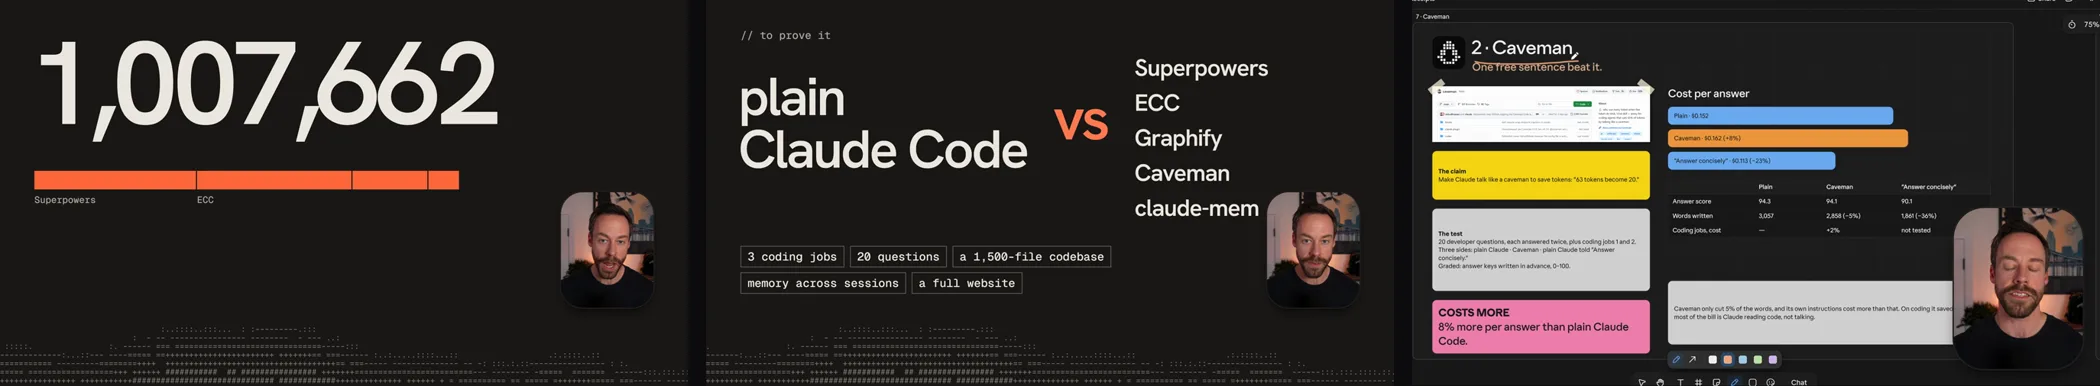 1,007,662
Superpowers ECC
// to prove it
plain
Claude Code
vs
Superpowers
ECC
Graphify
Caveman
claude-mem
3 coding jobs 20 questions a 1,500-file codebase
memory across sessions a full website
7 · Caveman
75%
2 · Caveman
One free sentence beat it.
The claim
Make Claude talk like a caveman to save tokens: "63 tokens become 20."
The test
20 developer questions, each answered twice, plus coding jobs 1 and 2.
Three sides: plain Claude · Caveman · plain Claude told "Answer
concisely."
Graded: answer keys written in advance, 0-100.
COSTS MORE
8% more per answer than plain Claude
Code.
Cost per answer
Plain · $0.152
Caveman · $0.162 (+8%)
"Answer concisely" · $0.113 (−23%)
Plain Caveman "Answer concisely"
Answer score 94.3 94.1 90.1
Words written 3,057 2,858 (−5%) 1,861 (−36%)
Coding jobs, cost — +2% not tested
Caveman only cut 5% of the words, and its own instructions cost more than that. On coding it saved
most of the bill is Claude reading code, not talking.
Chat